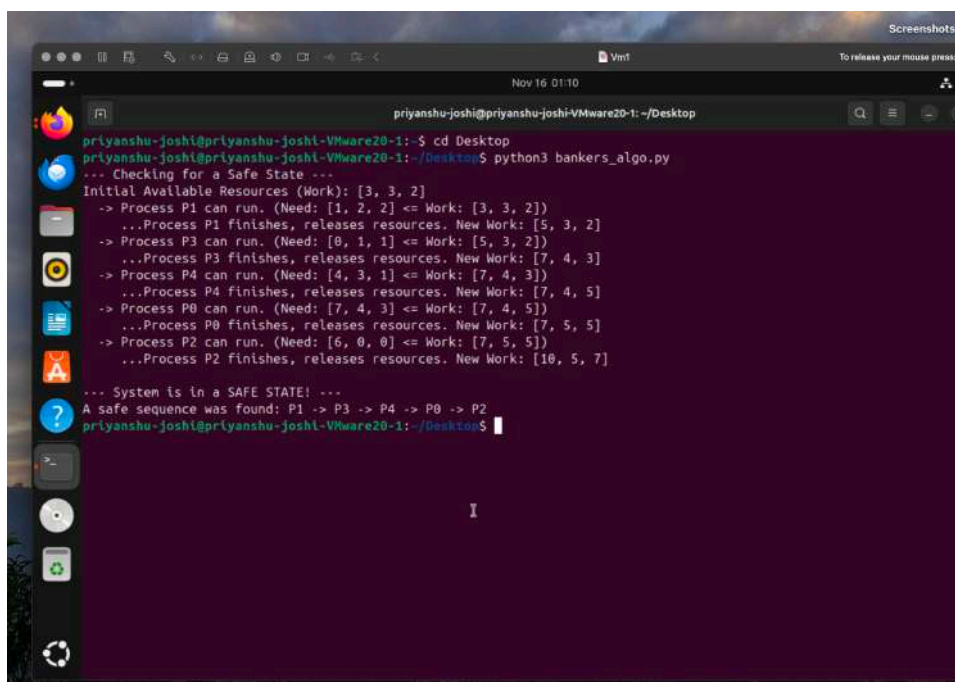 Screenshots
Vm1
To release your mouse press:
Nov 16 01:10
priyanshu-joshi@priyanshu-joshi-VMware20-1: ~/Desktop
priyanshu-joshi@priyanshu-joshi-VMware20-1:~$ cd Desktop
priyanshu-joshi@priyanshu-joshi-VMware20-1:~/Desktop$ python3 bankers_algo.py
--- Checking for a Safe State ---
Initial Available Resources (Work): [3, 3, 2]
-> Process P1 can run. (Need: [1, 2, 2] <= Work: [3, 3, 2])
...Process P1 finishes, releases resources. New Work: [5, 3, 2]
-> Process P3 can run. (Need: [0, 1, 1] <= Work: [5, 3, 2])
...Process P3 finishes, releases resources. New Work: [7, 4, 3]
-> Process P4 can run. (Need: [4, 3, 1] <= Work: [7, 4, 3])
...Process P4 finishes, releases resources. New Work: [7, 4, 5]
-> Process P0 can run. (Need: [7, 4, 3] <= Work: [7, 4, 5])
...Process P0 finishes, releases resources. New Work: [7, 5, 5]
-> Process P2 can run. (Need: [6, 0, 0] <= Work: [7, 5, 5])
...Process P2 finishes, releases resources. New Work: [10, 5, 7]
--- System is in a SAFE STATE! ---
A safe sequence was found: P1 -> P3 -> P4 -> P0 -> P2
priyanshu-joshi@priyanshu-joshi-VMware20-1:~/Desktop$